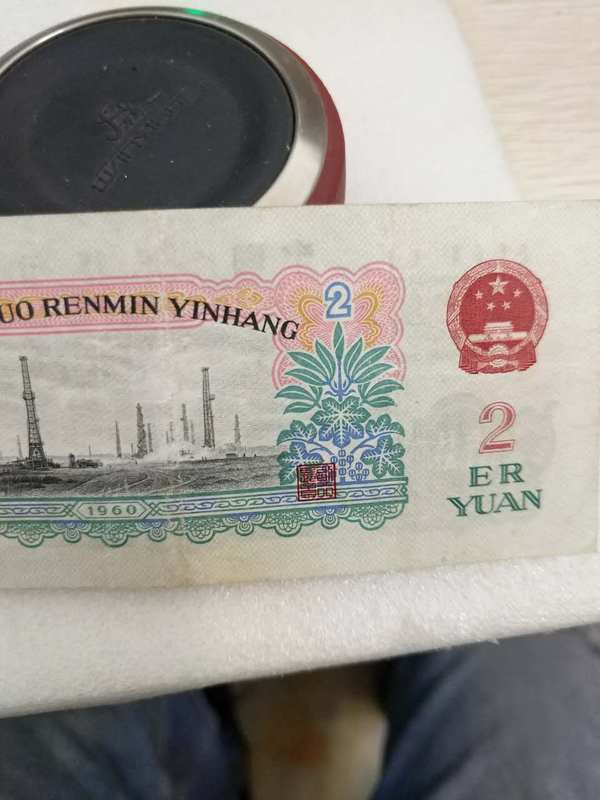 UO RENMIN YINHANG
2
2
ER
YUAN
1960